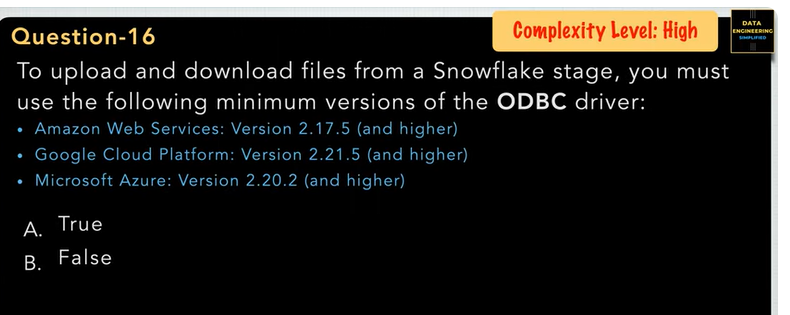 Question-16
Complexity Level: High
DATA
ENGINEERING
SIMPLIFIED
To upload and download files from a Snowflake stage, you must
use the following minimum versions of the ODBC driver:
• Amazon Web Services: Version 2.17.5 (and higher)
• Google Cloud Platform: Version 2.21.5 (and higher)
• Microsoft Azure: Version 2.20.2 (and higher)
A. True
B. False